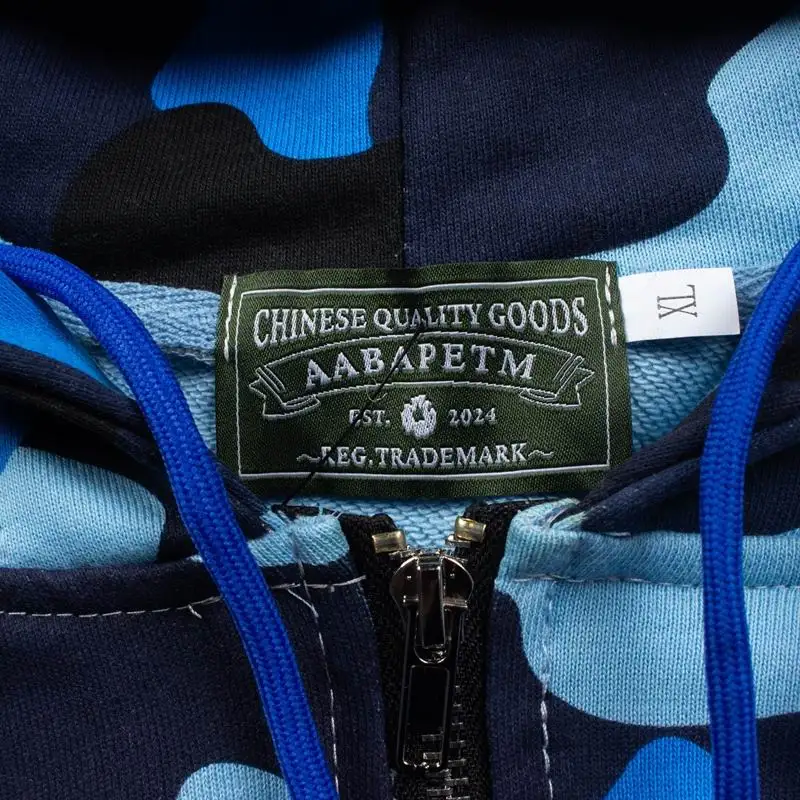 CHINESE QUALITY GOODS
AABAPETM
EST. 2024
~REG.TRADEMARK~
XL